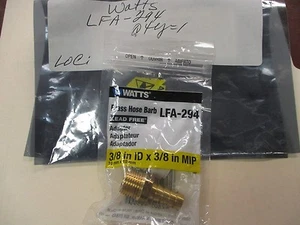 Watts
LFA-294
Qty=1
LOC:
WATTS
Brass Hose Barb LFA-294
LEAD FREE*
Adapter
Adaptateur
Adaptador
3/8 in ID x 3/8 in MIP